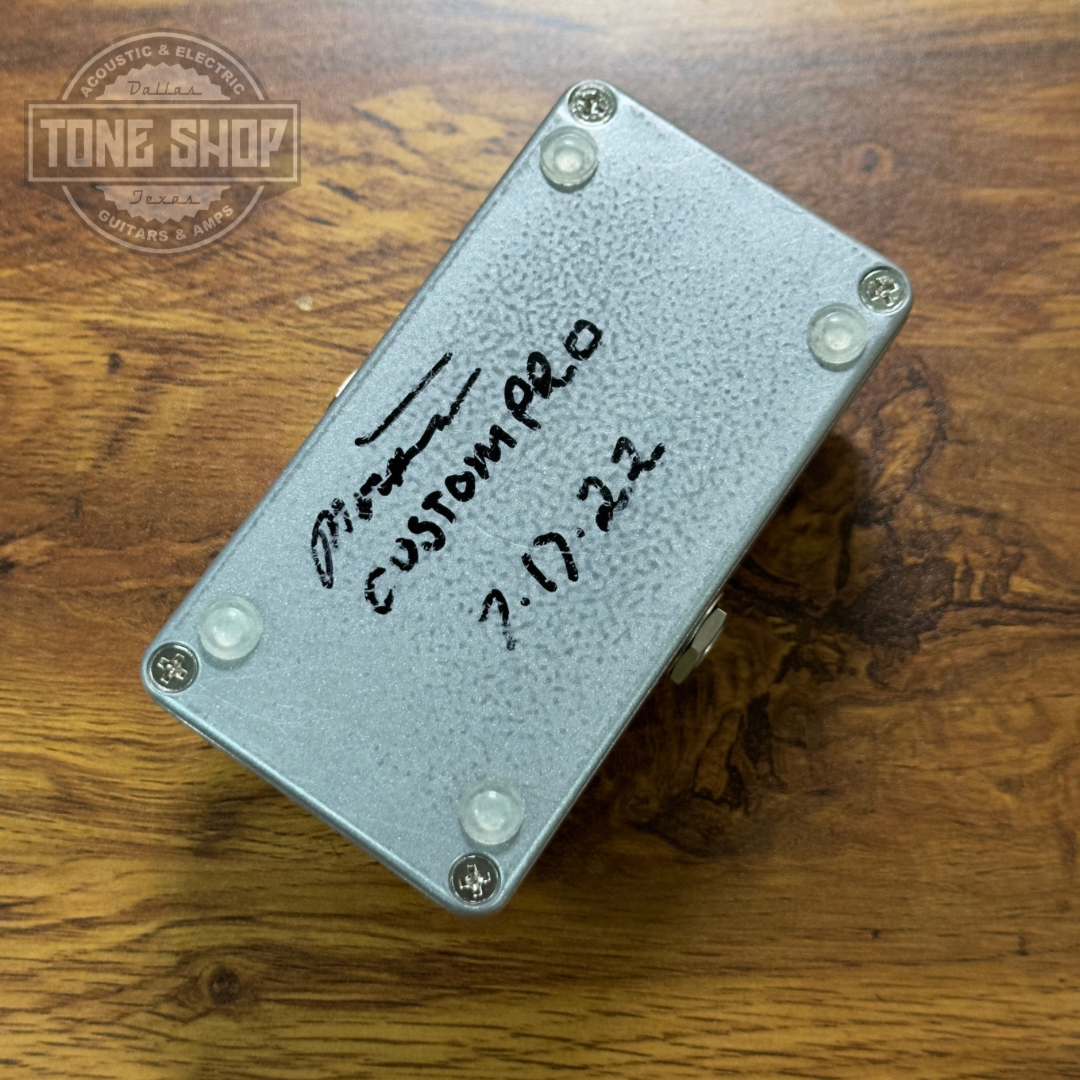 ACOUSTIC & ELECTRIC
Dallas
TONE SHOP
Texas
GUITARS & AMPS
CUSTOM PRO
7.17.22